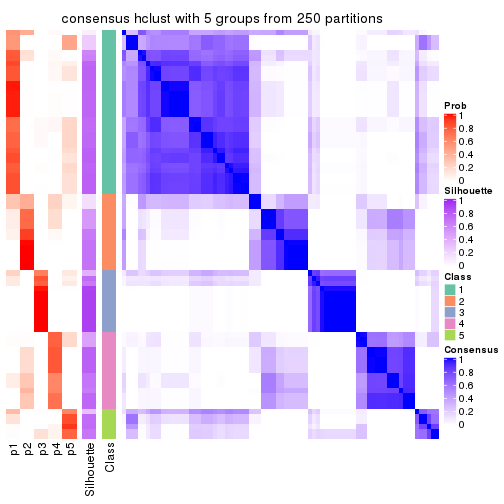 consensus hclust with 5 groups from 250 partitions
Prob
1
0.8
0.6
0.4
0.2
0
Silhouette
1
0.8
0.6
0.4
0.2
0
Class
1
2
3
4
5
Consensus
1
0.8
0.6
0.4
0.2
0
p1
p2
p3
p4
p5
Silhouette
Class